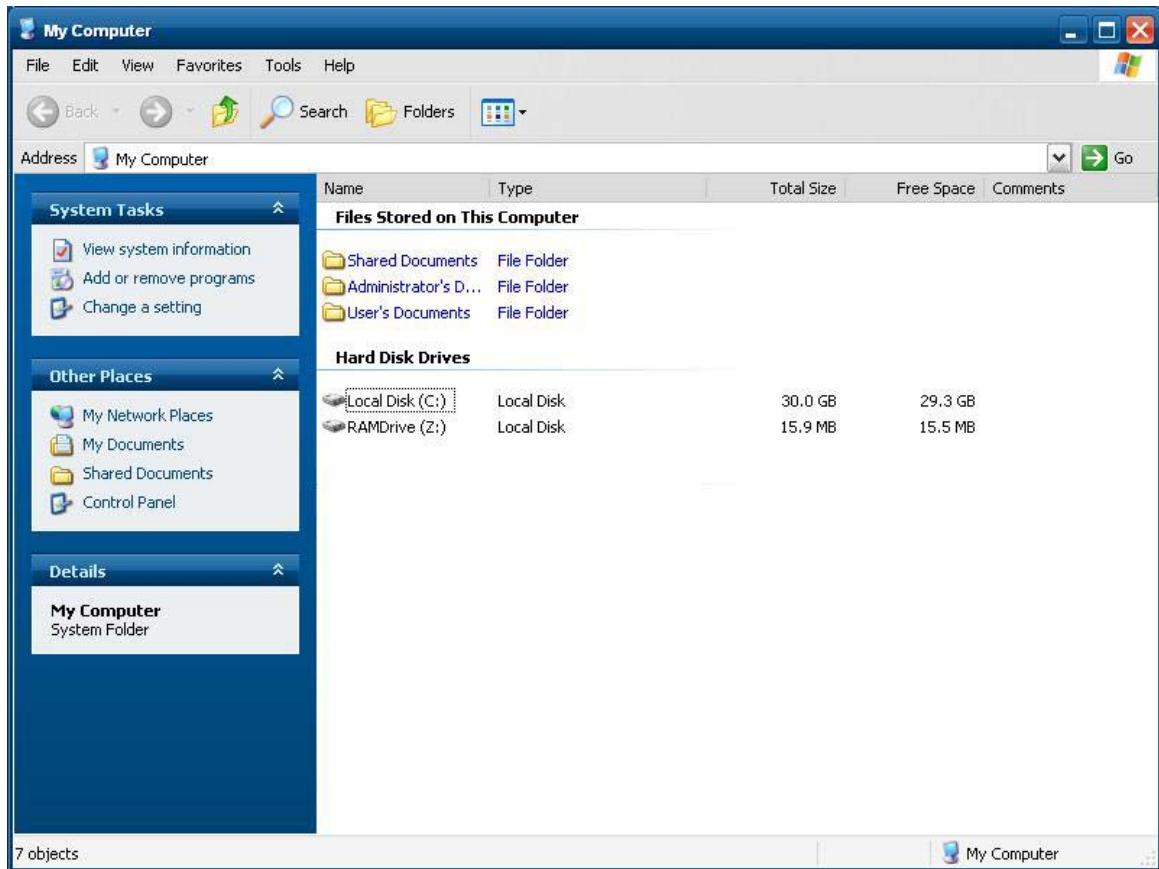 My Computer
File Edit View Favorites Tools Help
Back Search Folders
Address My Computer Go
System Tasks
View system information
Add or remove programs
Change a setting
Other Places
My Network Places
My Documents
Shared Documents
Control Panel
Details
My Computer
System Folder
Name Type Total Size Free Space Comments
Files Stored on This Computer
Shared Documents File Folder
Administrator's D... File Folder
User's Documents File Folder
Hard Disk Drives
Local Disk (C:) Local Disk 30.0 GB 29.3 GB
RAMDrive (Z:) Local Disk 15.9 MB 15.5 MB
7 objects My Computer